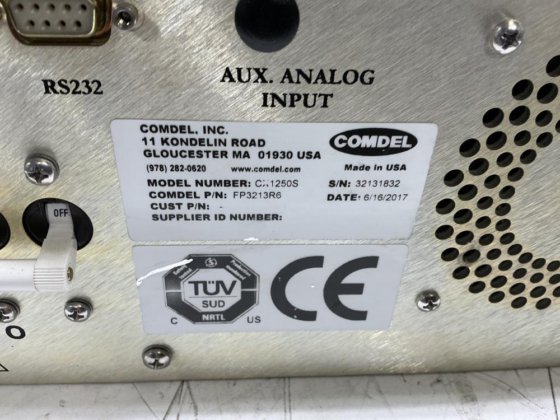 RS232
AUX. ANALOG
INPUT
COMDEL, INC.
11 KONDELIN ROAD
GLOUCESTER MA 01930 USA
(978) 282-0620 www.comdel.com
COMDEL
Made in USA
MODEL NUMBER: CX1250S
S/N: 32131832
COMDEL P/N: FP3213R6
DATE: 6/16/2017
CUST P/N: -
SUPPLIER ID NUMBER:
OFF
TÜV
SUD
NRTL
C US
CE
O